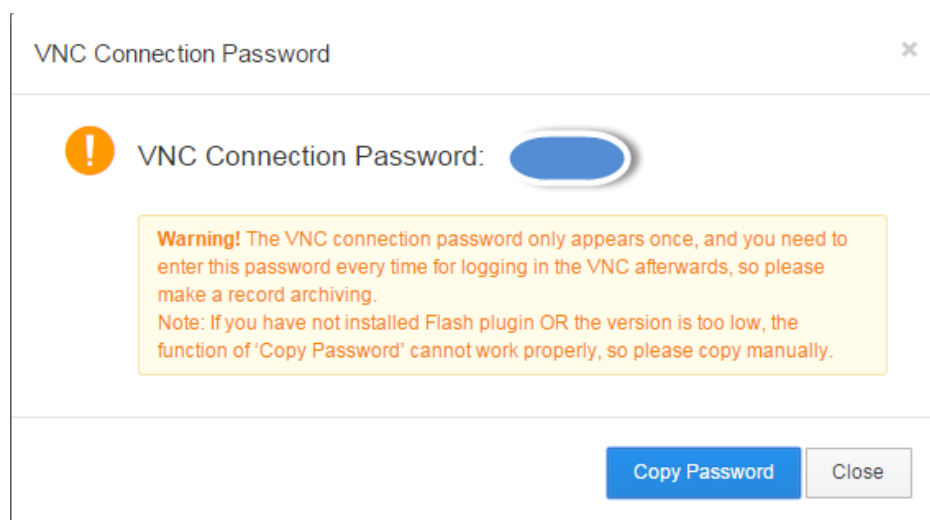 VNC Connection Password
×
!
VNC Connection Password:
Warning! The VNC connection password only appears once, and you need to
enter this password every time for logging in the VNC afterwards, so please
make a record archiving.
Note: If you have not installed Flash plugin OR the version is too low, the
function of 'Copy Password' cannot work properly, so please copy manually.
Copy Password Close